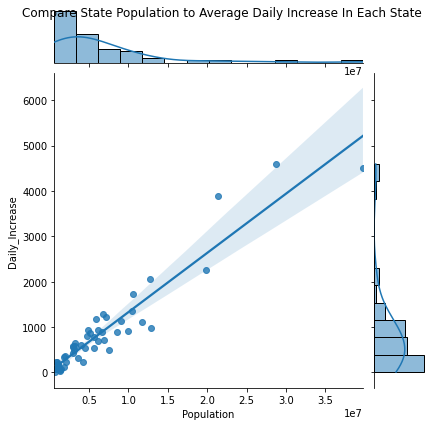 Compare State Population to Average Daily Increase In Each State
1e7
6000
5000
4000
3000
2000
1000
0
Daily_Increase
0.5 1.0 1.5 2.0 2.5 3.0 3.5
Population
1e7